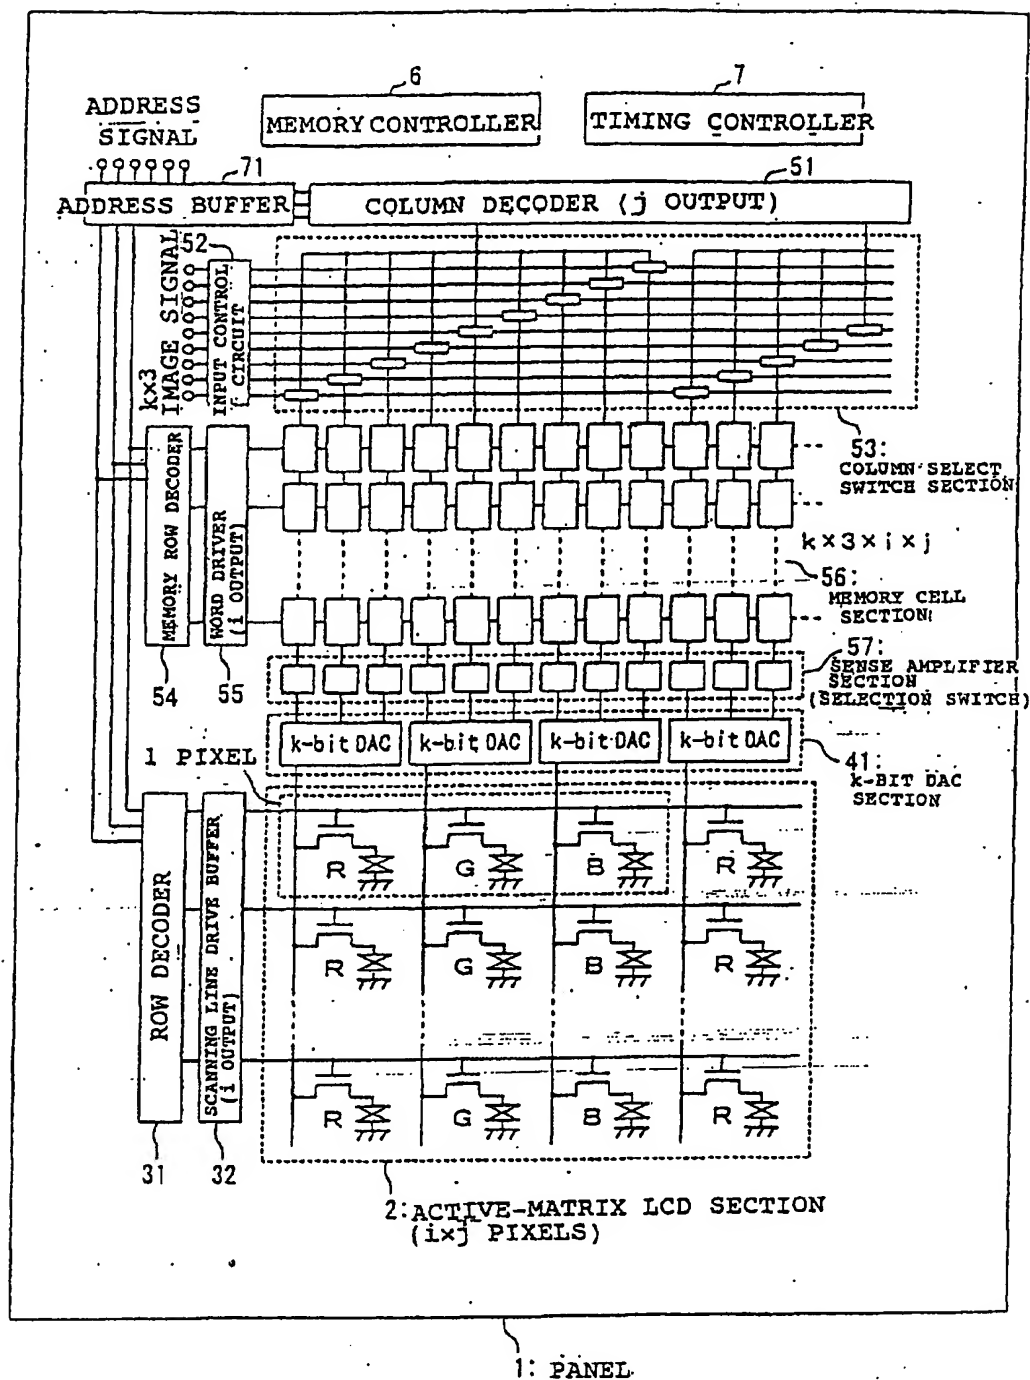 6
7
ADDRESS
SIGNAL
MEMORY CONTROLLER
TIMING CONTROLLER
71
51
ADDRESS BUFFER
COLUMN DECODER (j OUTPUT)
52
k×3
IMAGE SIGNAL
INPUT CONTROL
CIRCUIT
53:
COLUMN SELECT
SWITCH SECTION
MEMORY ROW DECODER
WORD DRIVER
(i OUTPUT)
k×3×i×j
56:
MEMORY CELL
SECTION
54
55
57:
SENSE AMPLIFIER
SECTION
(SELECTION SWITCH)
k-bit DAC
k-bit DAC
k-bit DAC
k-bit DAC
41:
k-BIT DAC
SECTION
1 PIXEL
R
G
B
R
ROW DECODER
SCANNING LINE DRIVE BUFFER
(i OUTPUT)
R
G
B
R
R
G
B
R
31
32
2: ACTIVE-MATRIX LCD SECTION
(i×j PIXELS)
1: PANEL